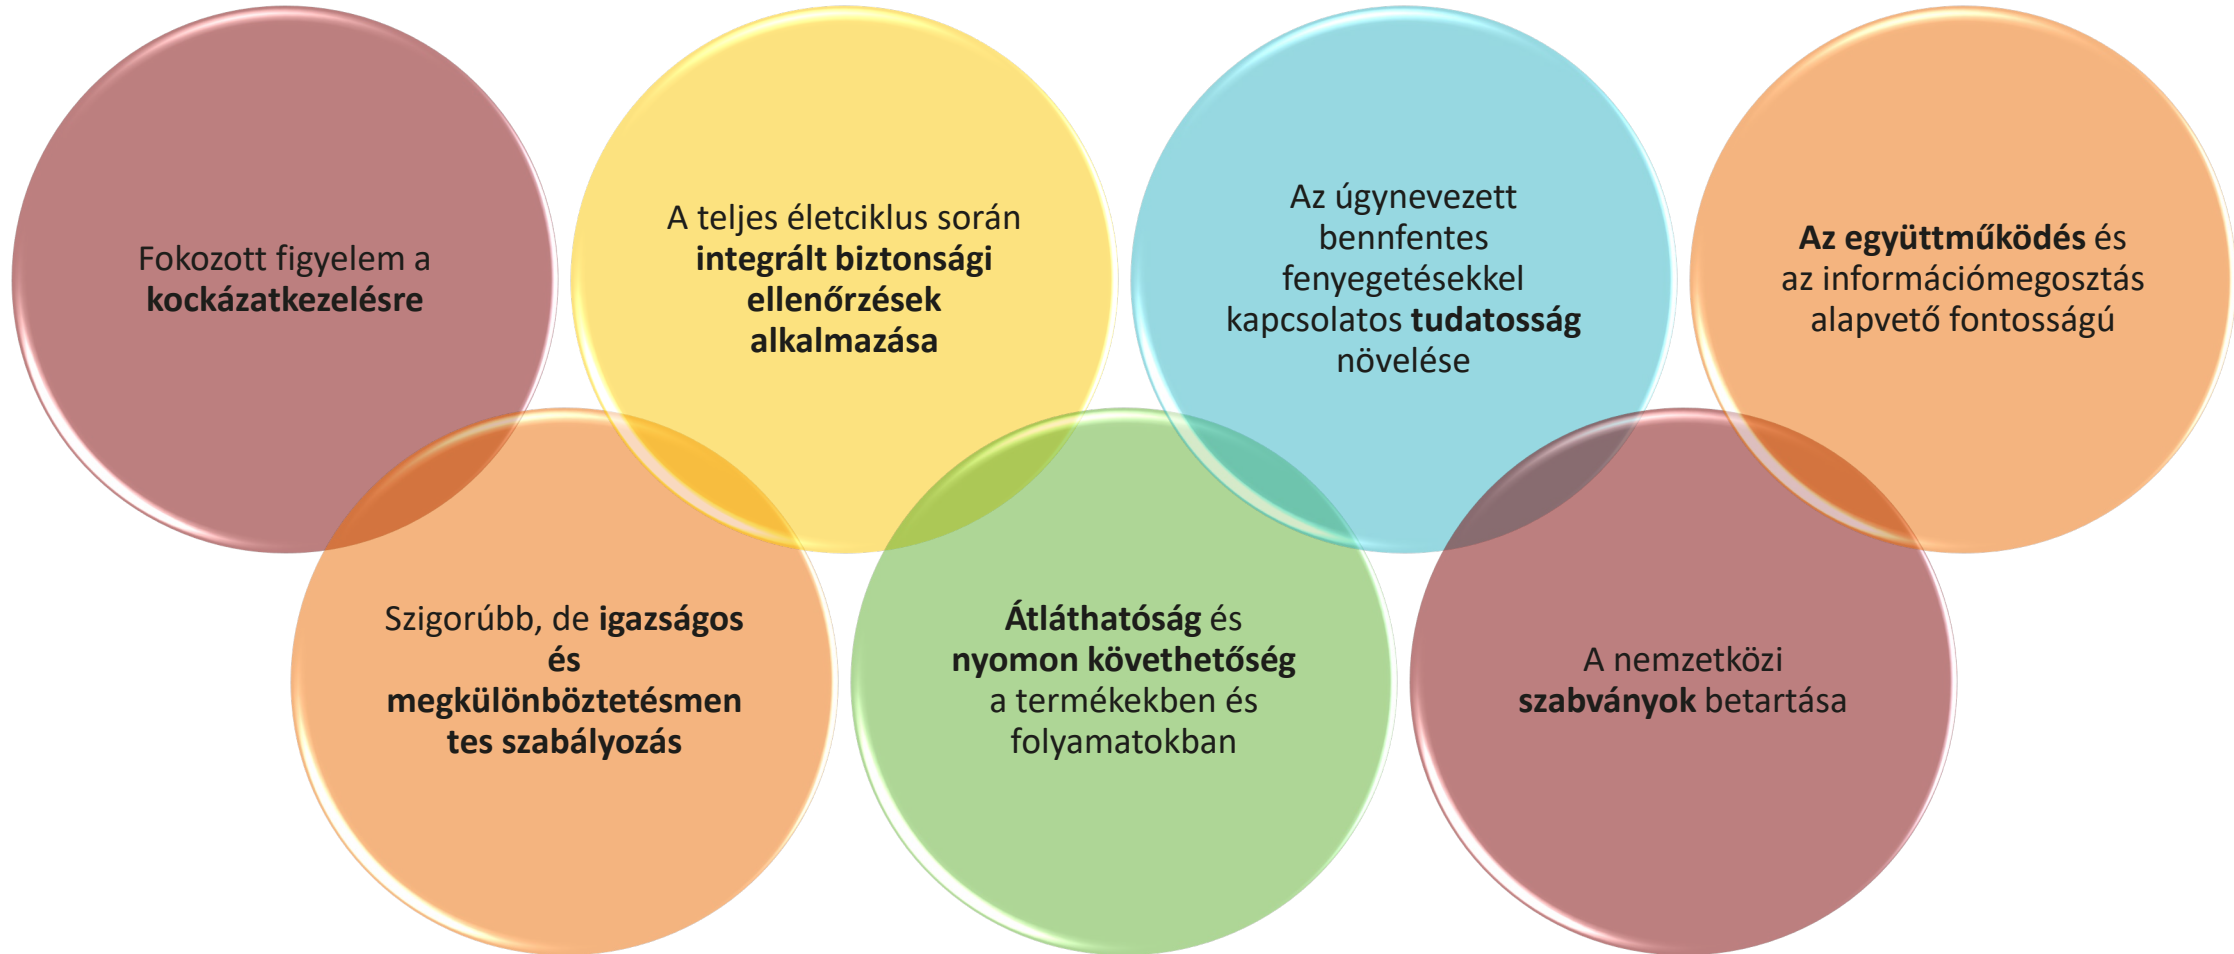 Fokozott figyelem a
kockázatkezelésre
Szigorúbb, de igazságos
és
megkülönböztetésmen
tes szabályozás
A teljes életciklus során
integrált biztonsági
ellenőrzések
alkalmazása
Átláthatóság és
nyomon követhetőség
a termékekben és
folyamatokban
Az úgynevezett
bennfentes
fenyegetésekkel
kapcsolatos tudatosság
növelése
A nemzetközi
szabványok betartása
Az együttműködés és
az információmegosztás
alapvető fontosságú